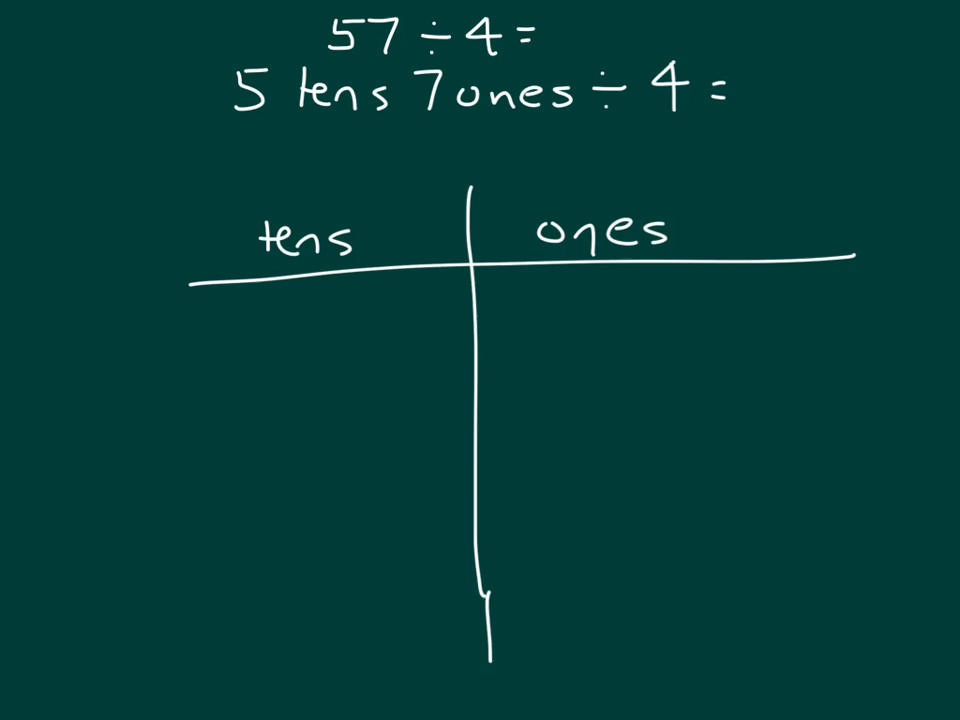 57 ÷ 4 =
5 tens 7 ones ÷ 4 =
tens ones